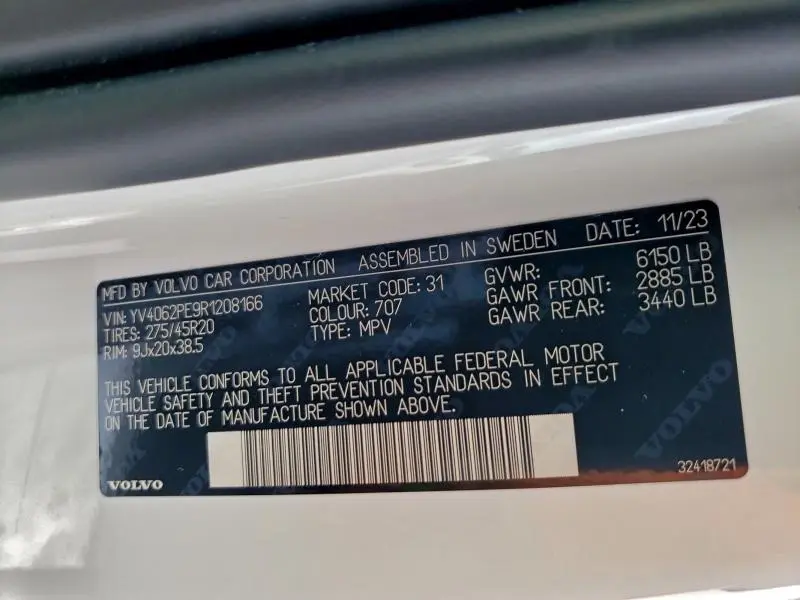 MFD BY VOLVO CAR CORPORATION ASSEMBLED IN SWEDEN DATE: 11/23
VIN: YV4062PE9R1208166 MARKET CODE: 31 GVWR: 6150 LB
TIRES: 275/45R20 COLOUR: 707 GAWR FRONT: 2885 LB
RIM: 9Jx20x38.5 TYPE: MPV GAWR REAR: 3440 LB
THIS VEHICLE CONFORMS TO ALL APPLICABLE FEDERAL MOTOR
VEHICLE SAFETY AND THEFT PREVENTION STANDARDS IN EFFECT
ON THE DATE OF MANUFACTURE SHOWN ABOVE.
VOLVO
32418721
VOLVO